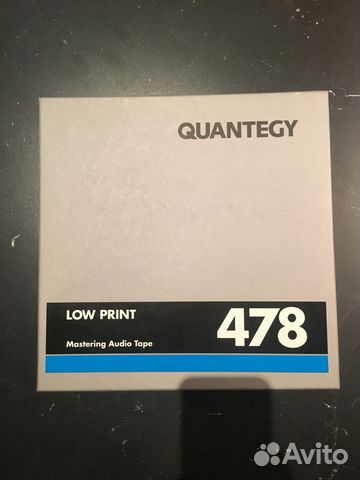 QUANTEGY
LOW PRINT
478
Mastering Audio Tape
Avito